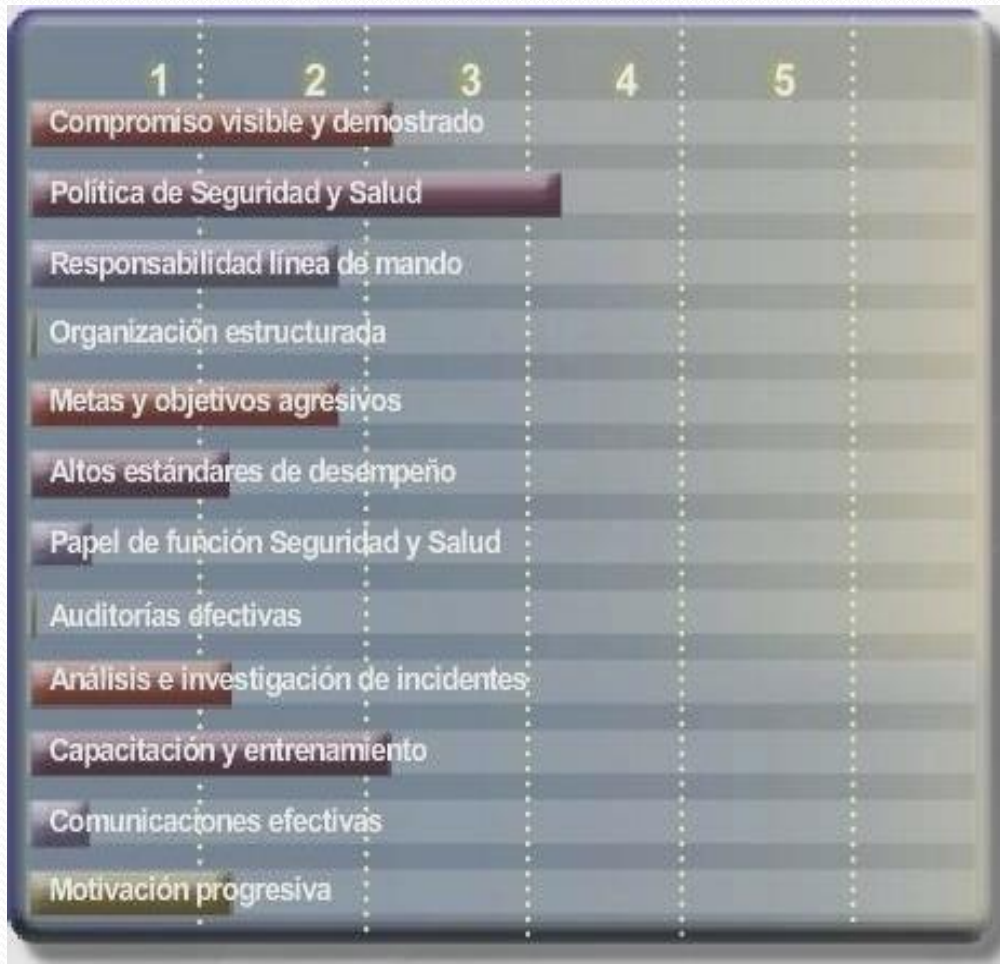 1 2 3 4 5
Compromiso visible y demostrado
Política de Seguridad y Salud
Responsabilidad línea de mando
Organización estructurada
Metas y objetivos agresivos
Altos estándares de desempeño
Papel de función Seguridad y Salud
Auditorías efectivas
Análisis e investigación de incidentes
Capacitación y entrenamiento
Comunicaciones efectivas
Motivación progresiva